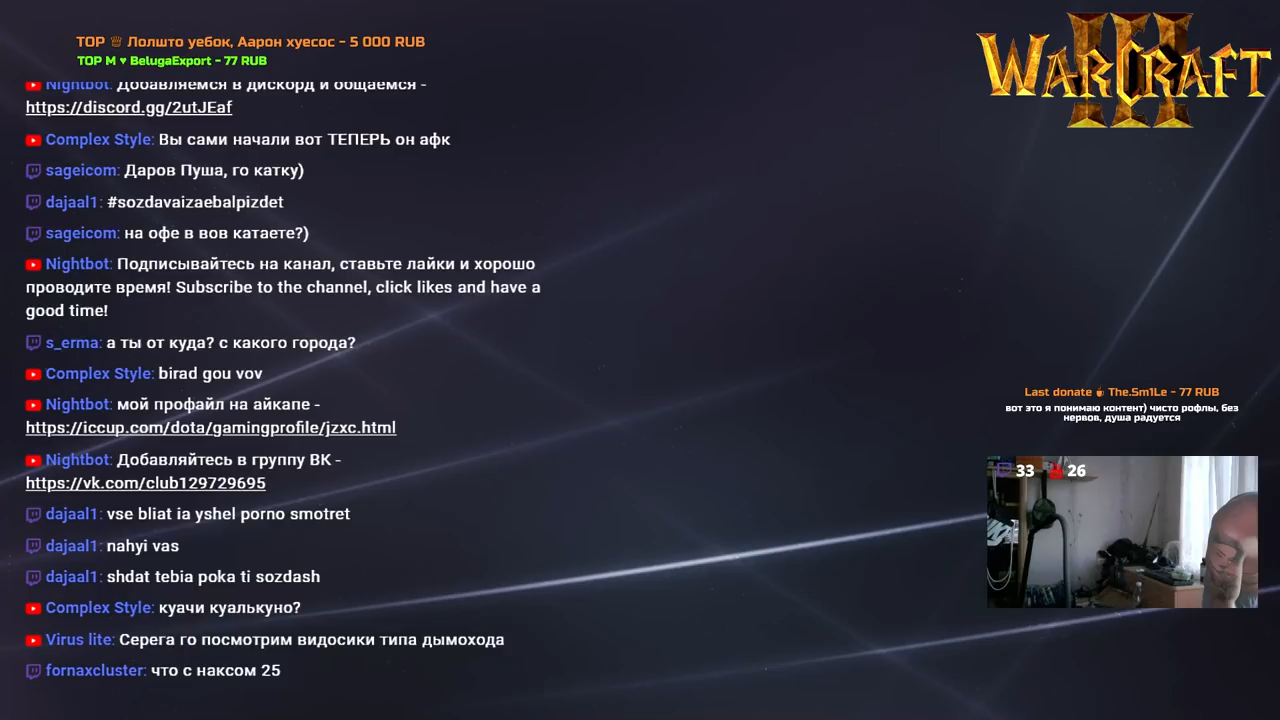 TOP ♕ Лолшто уебок, Аарон хуесос - 5 000 RUB
TOP M ♥ BelugaExport - 77 RUB
WARCRAFT
III
Nightbot: Добавляемся в дискорд и общаемся -
https://discord.gg/2utJEaf
Complex Style: Вы сами начали вот ТЕПЕРЬ он афк
sageicom: Даров Пуша, го катку)
dajaal1: #sozdavaizaebalpizdet
sageicom: на офе в вов катаете?)
Nightbot: Подписывайтесь на канал, ставьте лайки и хорошо
проводите время! Subscribe to the channel, click likes and have a
good time!
s_erma: а ты от куда? с какого города?
Complex Style: birad gou vov
Nightbot: мой профайл на айкапе -
https://iccup.com/dota/gamingprofile/jzxc.html
Nightbot: Добавляйтесь в группу ВК -
https://vk.com/club129729695
dajaal1: vse bliat ia yshel porno smotret
dajaal1: nahyi vas
dajaal1: shdat tebia poka ti sozdash
Complex Style: куачи куалькуно?
Virus lite: Серега го посмотрим видосики типа дымохода
fornaxcluster: что с наксом 25
Last donate ☕ The.Sm1Le - 77 RUB
вот это я понимаю контент) чисто рофлы, без
нервов, душа радуется
33 26